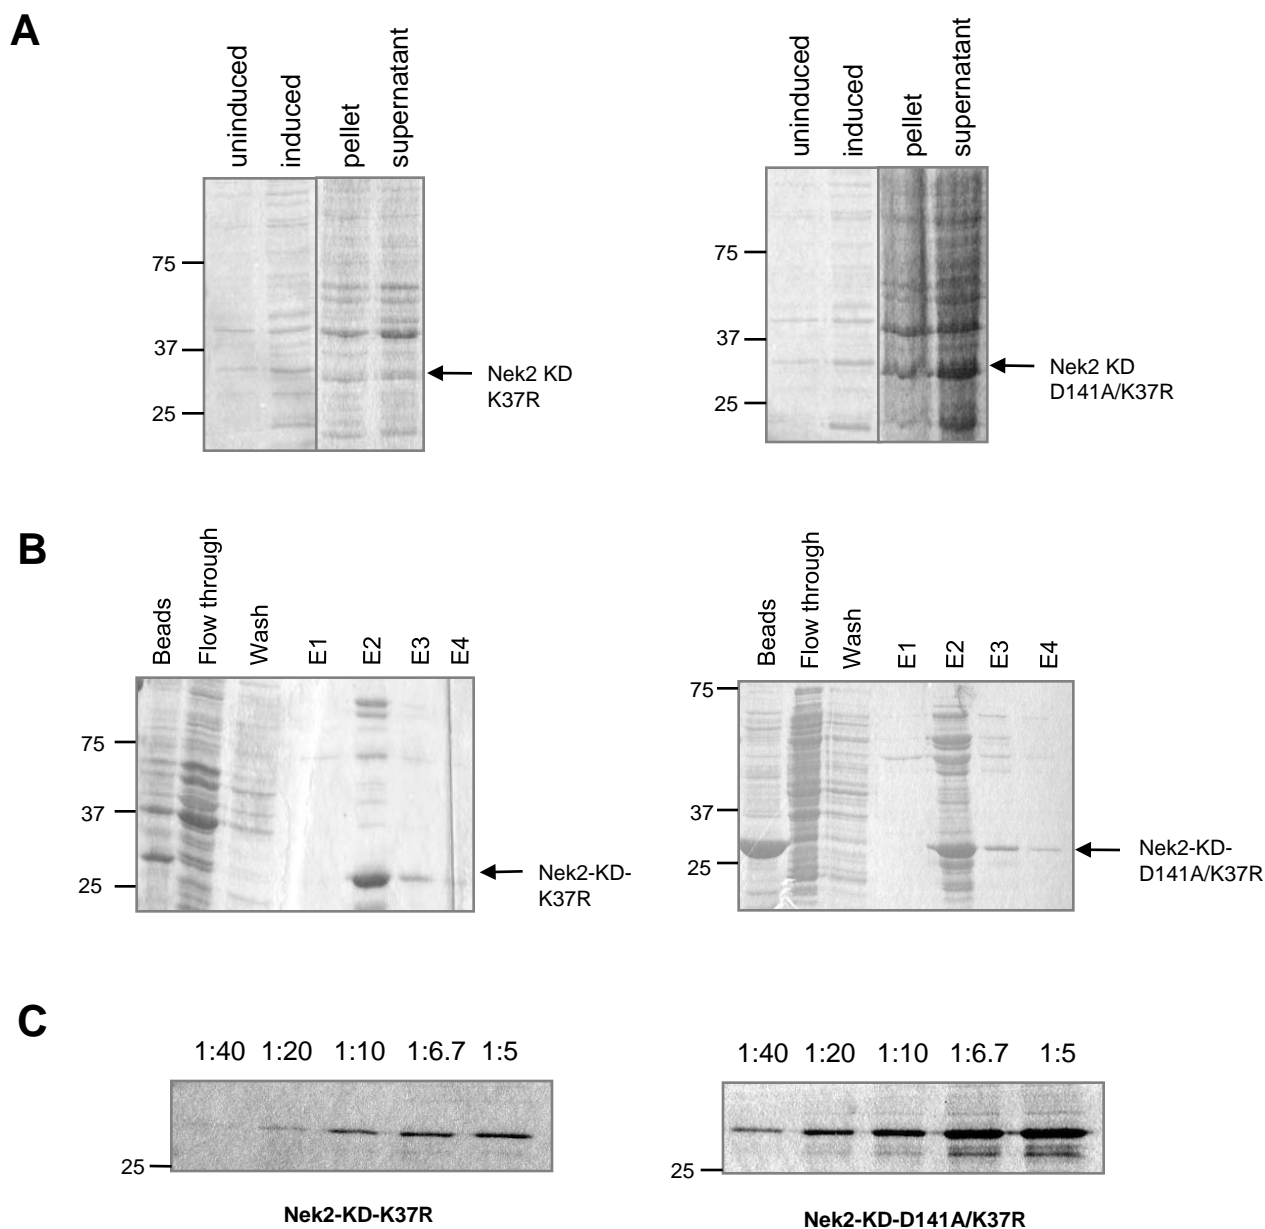 A
uninduced
induced
pellet
supernatant
75
37
25
Nek2 KD
K37R
uninduced
induced
pellet
supernatant
75
37
25
Nek2 KD
D141A/K37R
B
Beads
Flow through
Wash
E1
E2
E3
E4
75
37
25
Nek2-KD-
K37R
Beads
Flow through
Wash
E1
E2
E3
E4
75
37
25
Nek2-KD-
D141A/K37R
C
1:40 1:20 1:10 1:6.7 1:5
25
Nek2-KD-K37R
1:40 1:20 1:10 1:6.7 1:5
25
Nek2-KD-D141A/K37R